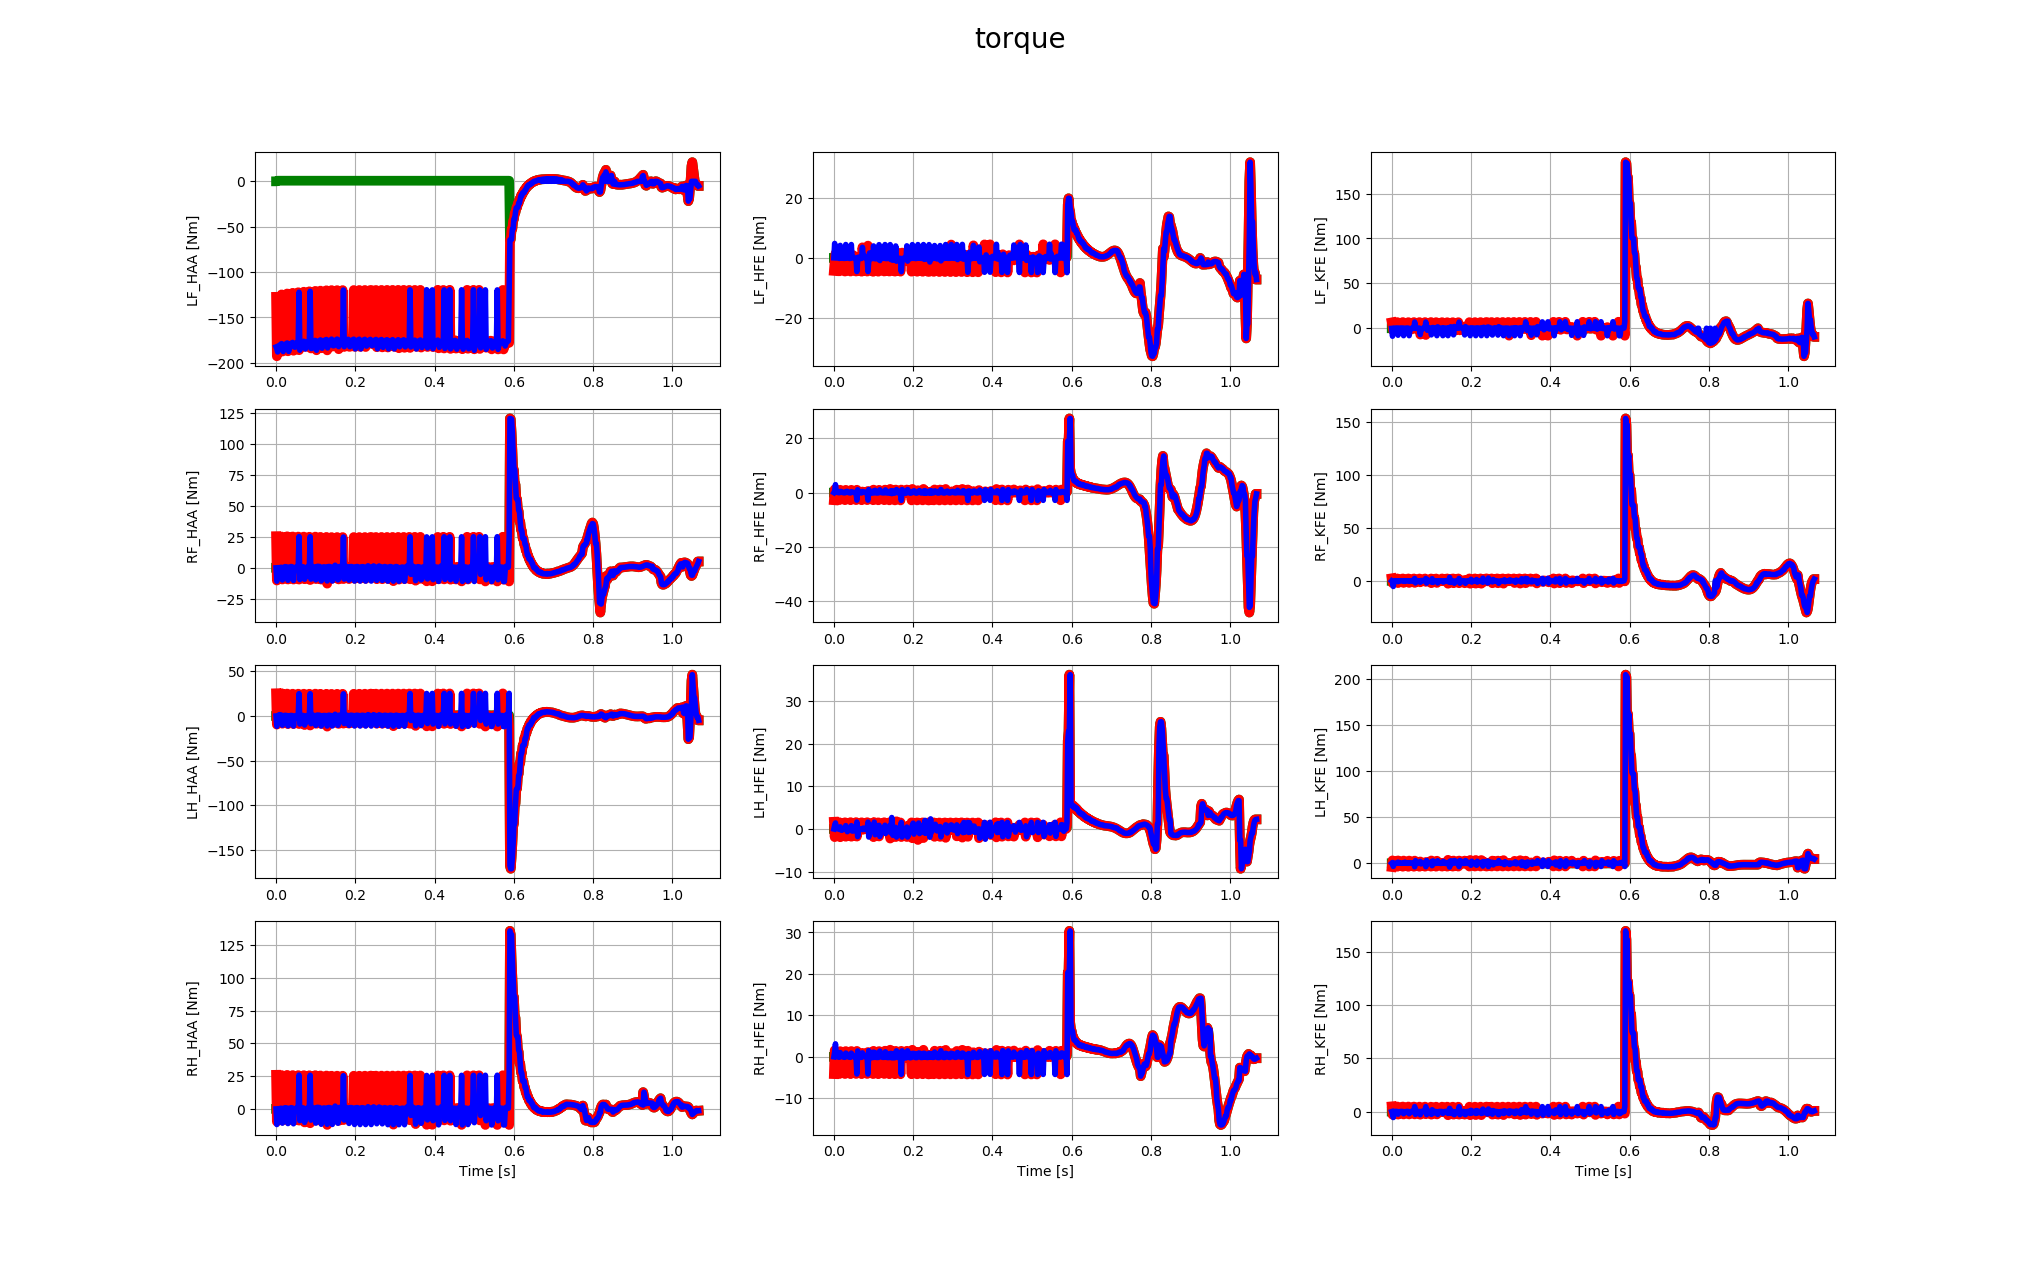 torque
LF_HAA [Nm]
0
−50
−100
−150
−200
0.0 0.2 0.4 0.6 0.8 1.0
LF_HFE [Nm]
20
0
−20
0.0 0.2 0.4 0.6 0.8 1.0
LF_KFE [Nm]
150
100
50
0
0.0 0.2 0.4 0.6 0.8 1.0
RF_HAA [Nm]
125
100
75
50
25
0
−25
0.0 0.2 0.4 0.6 0.8 1.0
RF_HFE [Nm]
20
0
−20
−40
0.0 0.2 0.4 0.6 0.8 1.0
RF_KFE [Nm]
150
100
50
0
0.0 0.2 0.4 0.6 0.8 1.0
LH_HAA [Nm]
50
0
−50
−100
−150
0.0 0.2 0.4 0.6 0.8 1.0
LH_HFE [Nm]
30
20
10
0
−10
0.0 0.2 0.4 0.6 0.8 1.0
LH_KFE [Nm]
200
150
100
50
0
0.0 0.2 0.4 0.6 0.8 1.0
RH_HAA [Nm]
125
100
75
50
25
0
0.0 0.2 0.4 0.6 0.8 1.0
Time [s]
RH_HFE [Nm]
30
20
10
0
−10
0.0 0.2 0.4 0.6 0.8 1.0
Time [s]
RH_KFE [Nm]
150
100
50
0
0.0 0.2 0.4 0.6 0.8 1.0
Time [s]